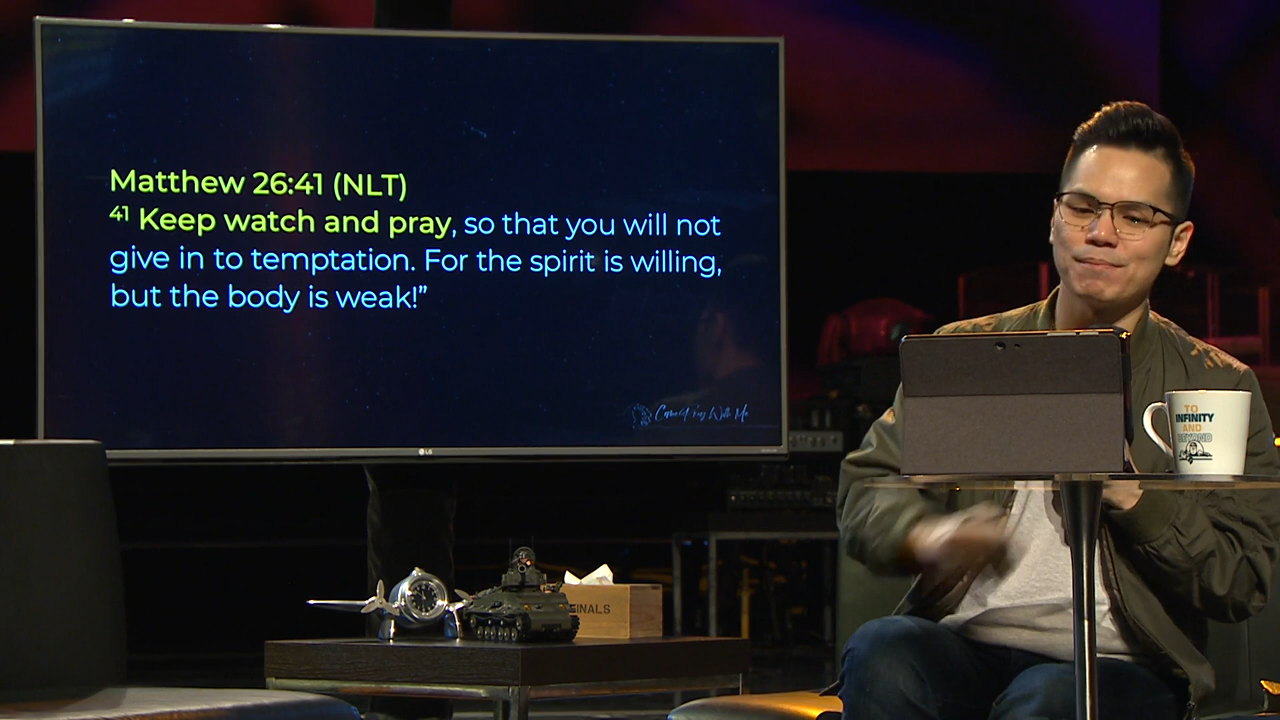 Matthew 26:41 (NLT)
⁴¹ Keep watch and pray, so that you will not
give in to temptation. For the spirit is willing,
but the body is weak!”
LG
TO
INFINITY
AND
BEYOND